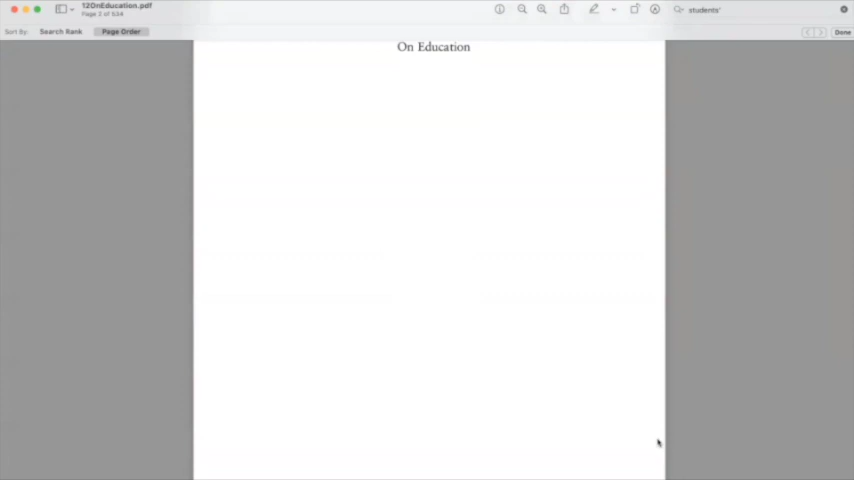 12OnEducation.pdf
Page 2 of 534
students'
Sort By:
Search Rank
Page Order
Done
On Education